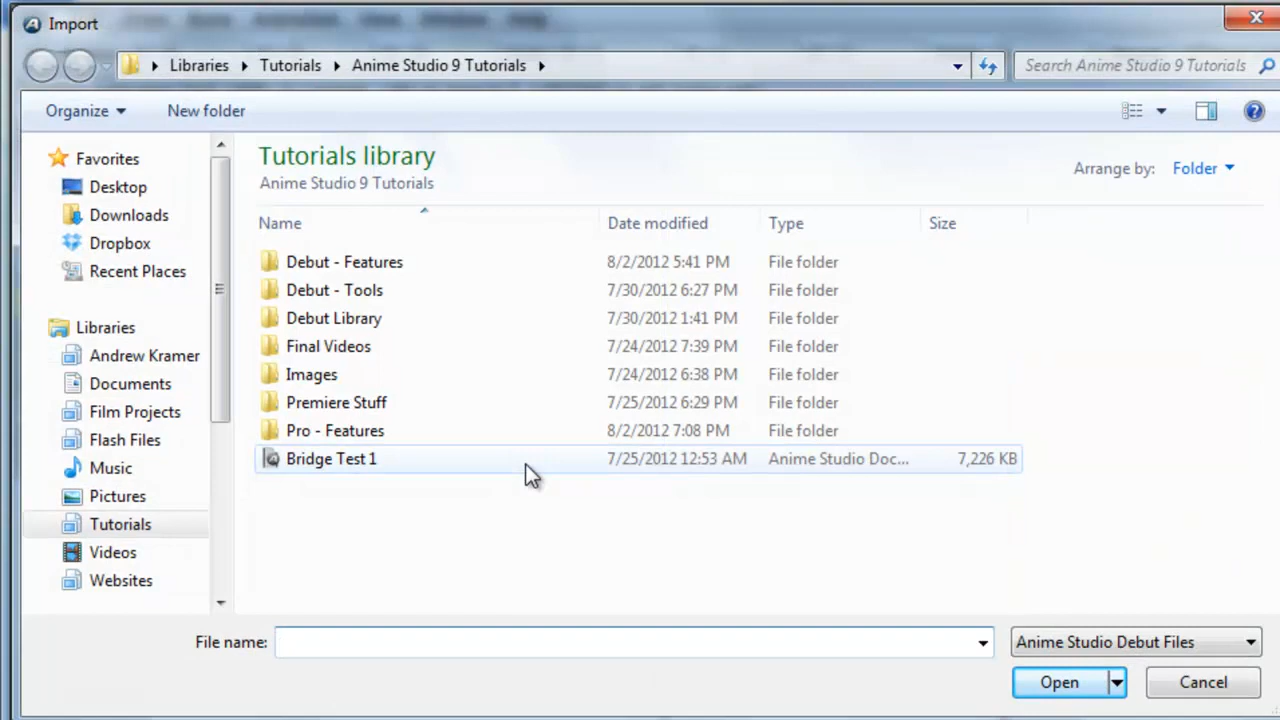 Import
Libraries Tutorials Anime Studio 9 Tutorials Search Anime Studio 9 Tutorials
Organize New folder
Favorites
Desktop
Downloads
Dropbox
Recent Places
Libraries
Andrew Kramer
Documents
Film Projects
Flash Files
Music
Pictures
Tutorials
Videos
Websites
Tutorials library
Anime Studio 9 Tutorials
Arrange by: Folder
Name Date modified Type Size
Debut - Features 8/2/2012 5:41 PM File folder
Debut - Tools 7/30/2012 6:27 PM File folder
Debut Library 7/30/2012 1:41 PM File folder
Final Videos 7/24/2012 7:39 PM File folder
Images 7/24/2012 6:38 PM File folder
Premiere Stuff 7/25/2012 6:29 PM File folder
Pro - Features 8/2/2012 7:08 PM File folder
Bridge Test 1 7/25/2012 12:53 AM Anime Studio Doc... 7,226 KB
File name: Anime Studio Debut Files
Open Cancel